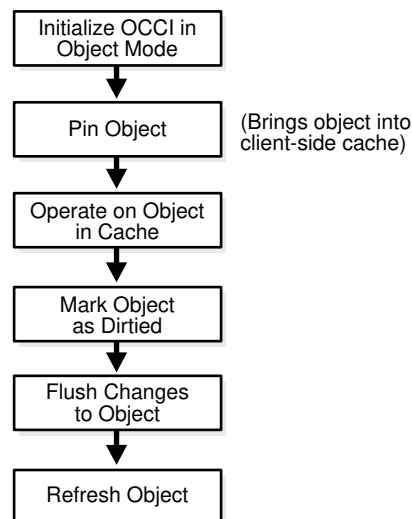 Initialize OCCI in
Object Mode
Pin Object
(Brings object into
client-side cache)
Operate on Object
in Cache
Mark Object
as Dirtied
Flush Changes
to Object
Refresh Object